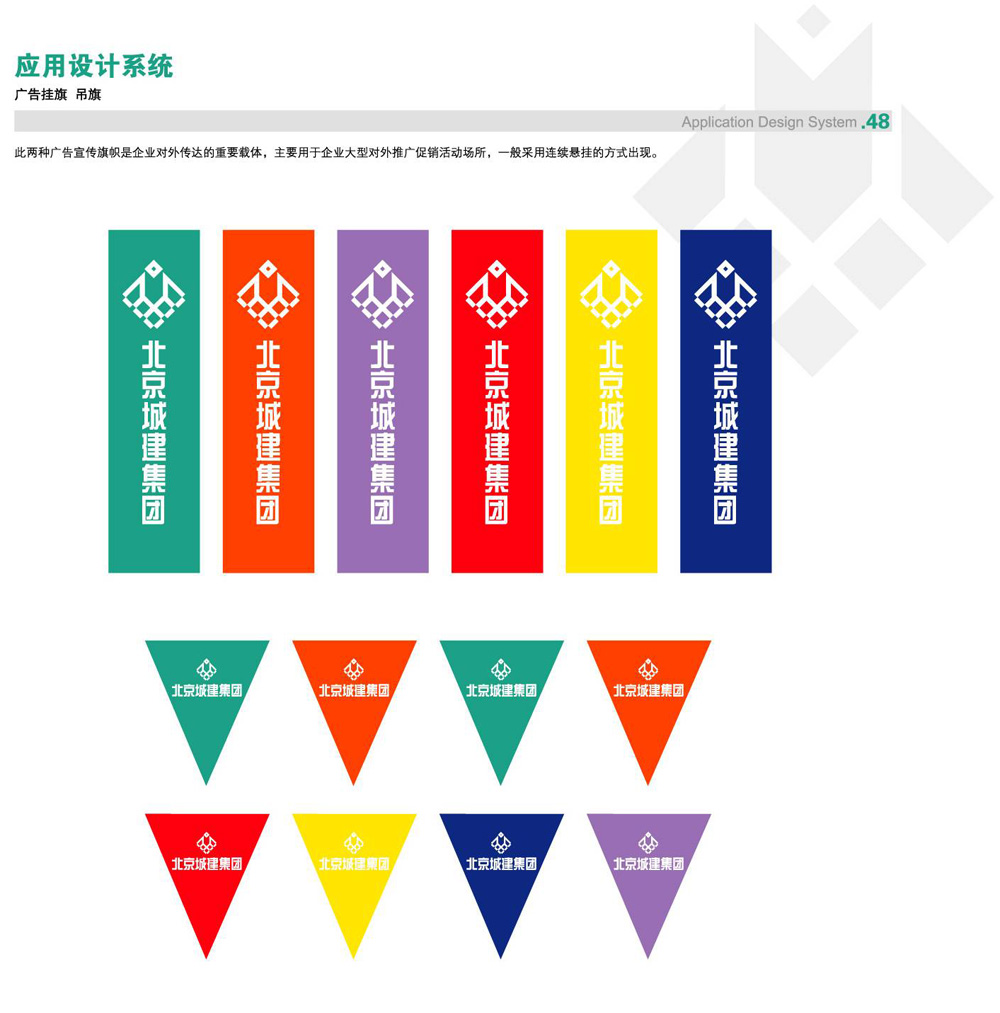 应用设计系统
广告挂旗 吊旗
Application Design System .48
此两种广告宣传旗帜是企业对外传达的重要载体，主要用于企业大型对外推广促销活动场所，一般采用连续悬挂的方式出现。
北京城建集团
北京城建集团
北京城建集团
北京城建集团
北京城建集团
北京城建集团
北京城建集团
北京城建集团
北京城建集团
北京城建集团
北京城建集团
北京城建集团
北京城建集团
北京城建集团